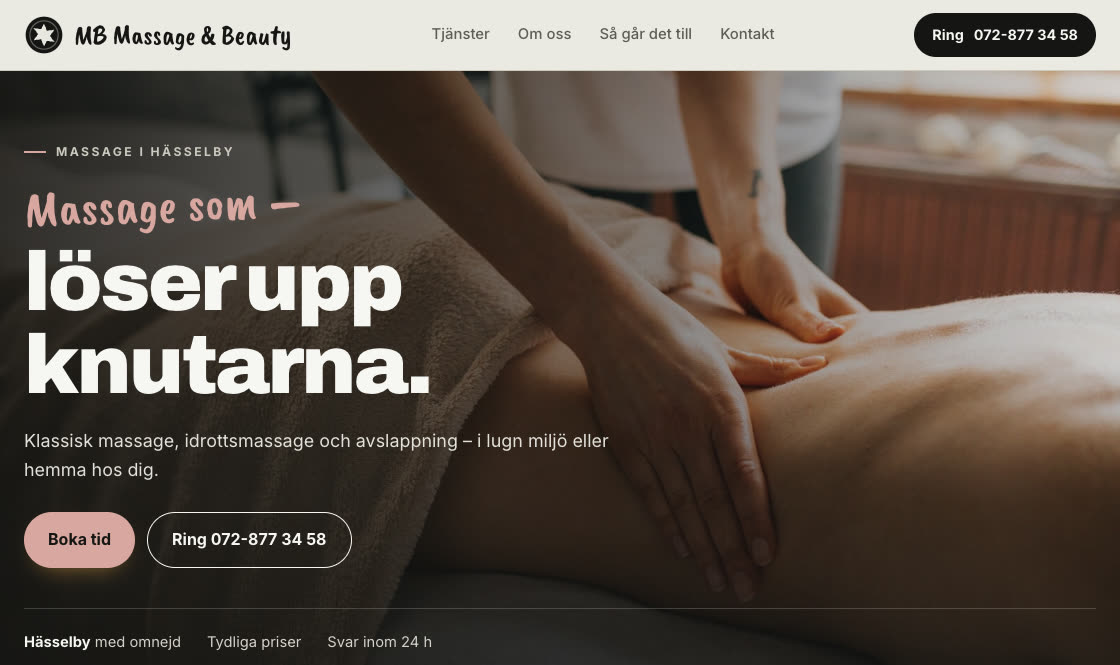 MB Massage & Beauty
Tjänster
Om oss
Så går det till
Kontakt
Ring 072-877 34 58
MASSAGE I HÄSSELBY
Massage som –
löser upp
knutarna.
Klassisk massage, idrottsmassage och avslappning – i lugn miljö eller
hemma hos dig.
Boka tid
Ring 072-877 34 58
Hässelby med omnejd
Tydliga priser
Svar inom 24 h